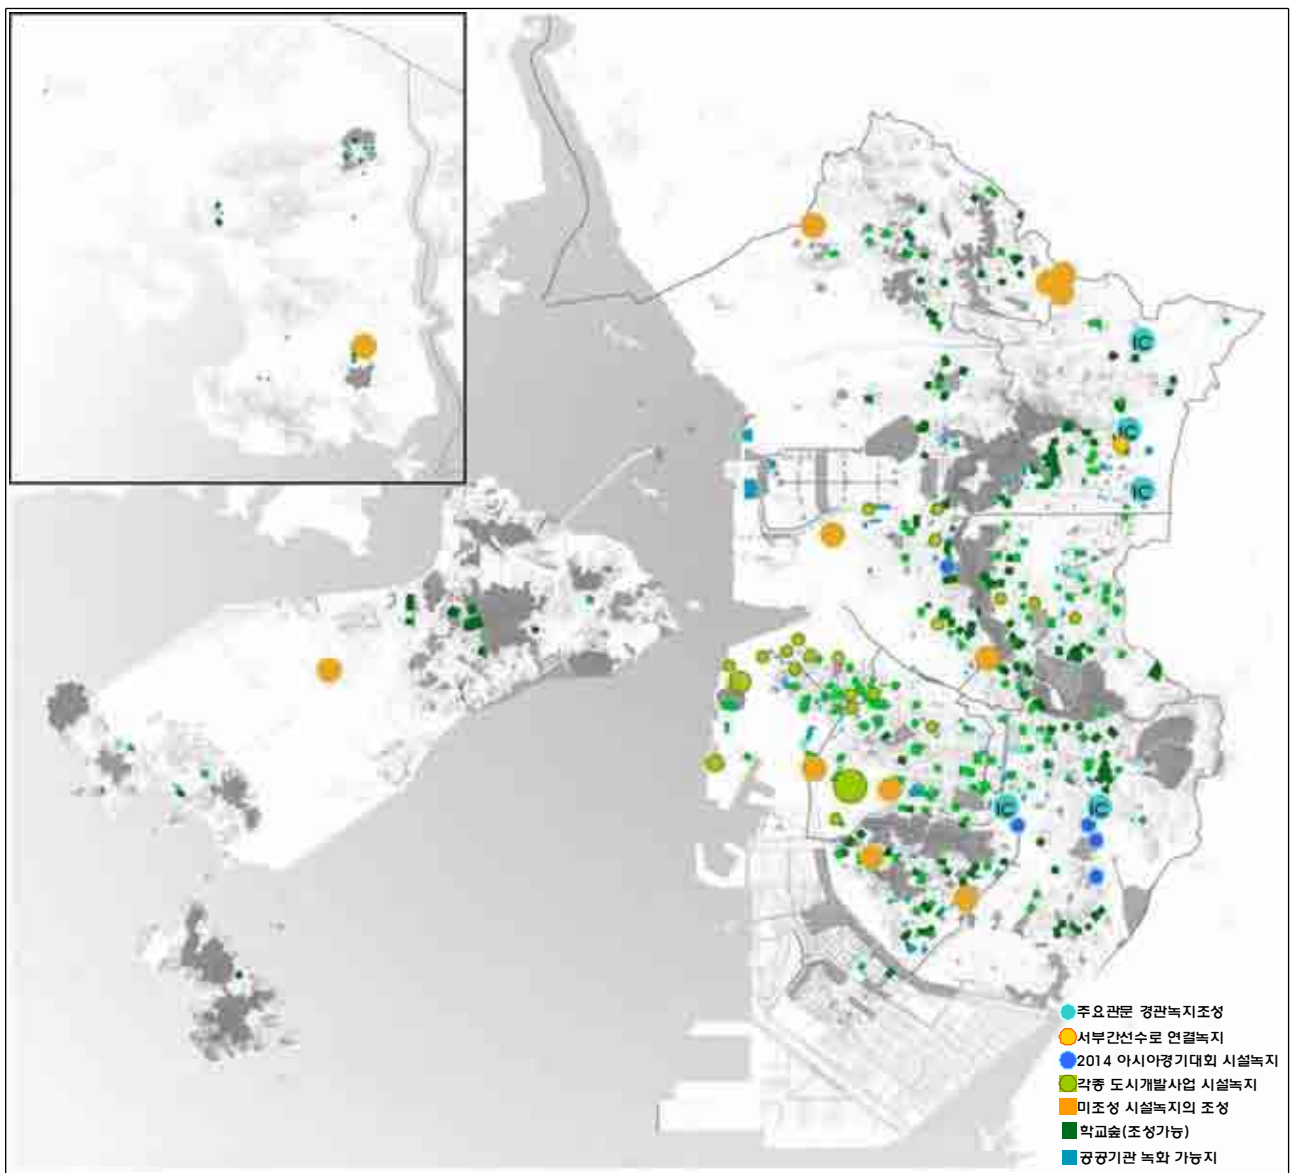 IC
IC
IC
IC
IC
주요관문 경관녹지조성
서부간선수로 연결녹지
2014 아시아경기대회 시설녹지
각종 도시개발사업 시설녹지
미조성 시설녹지의 조성
학교숲(조성가능)
공공기관 녹화 가능지